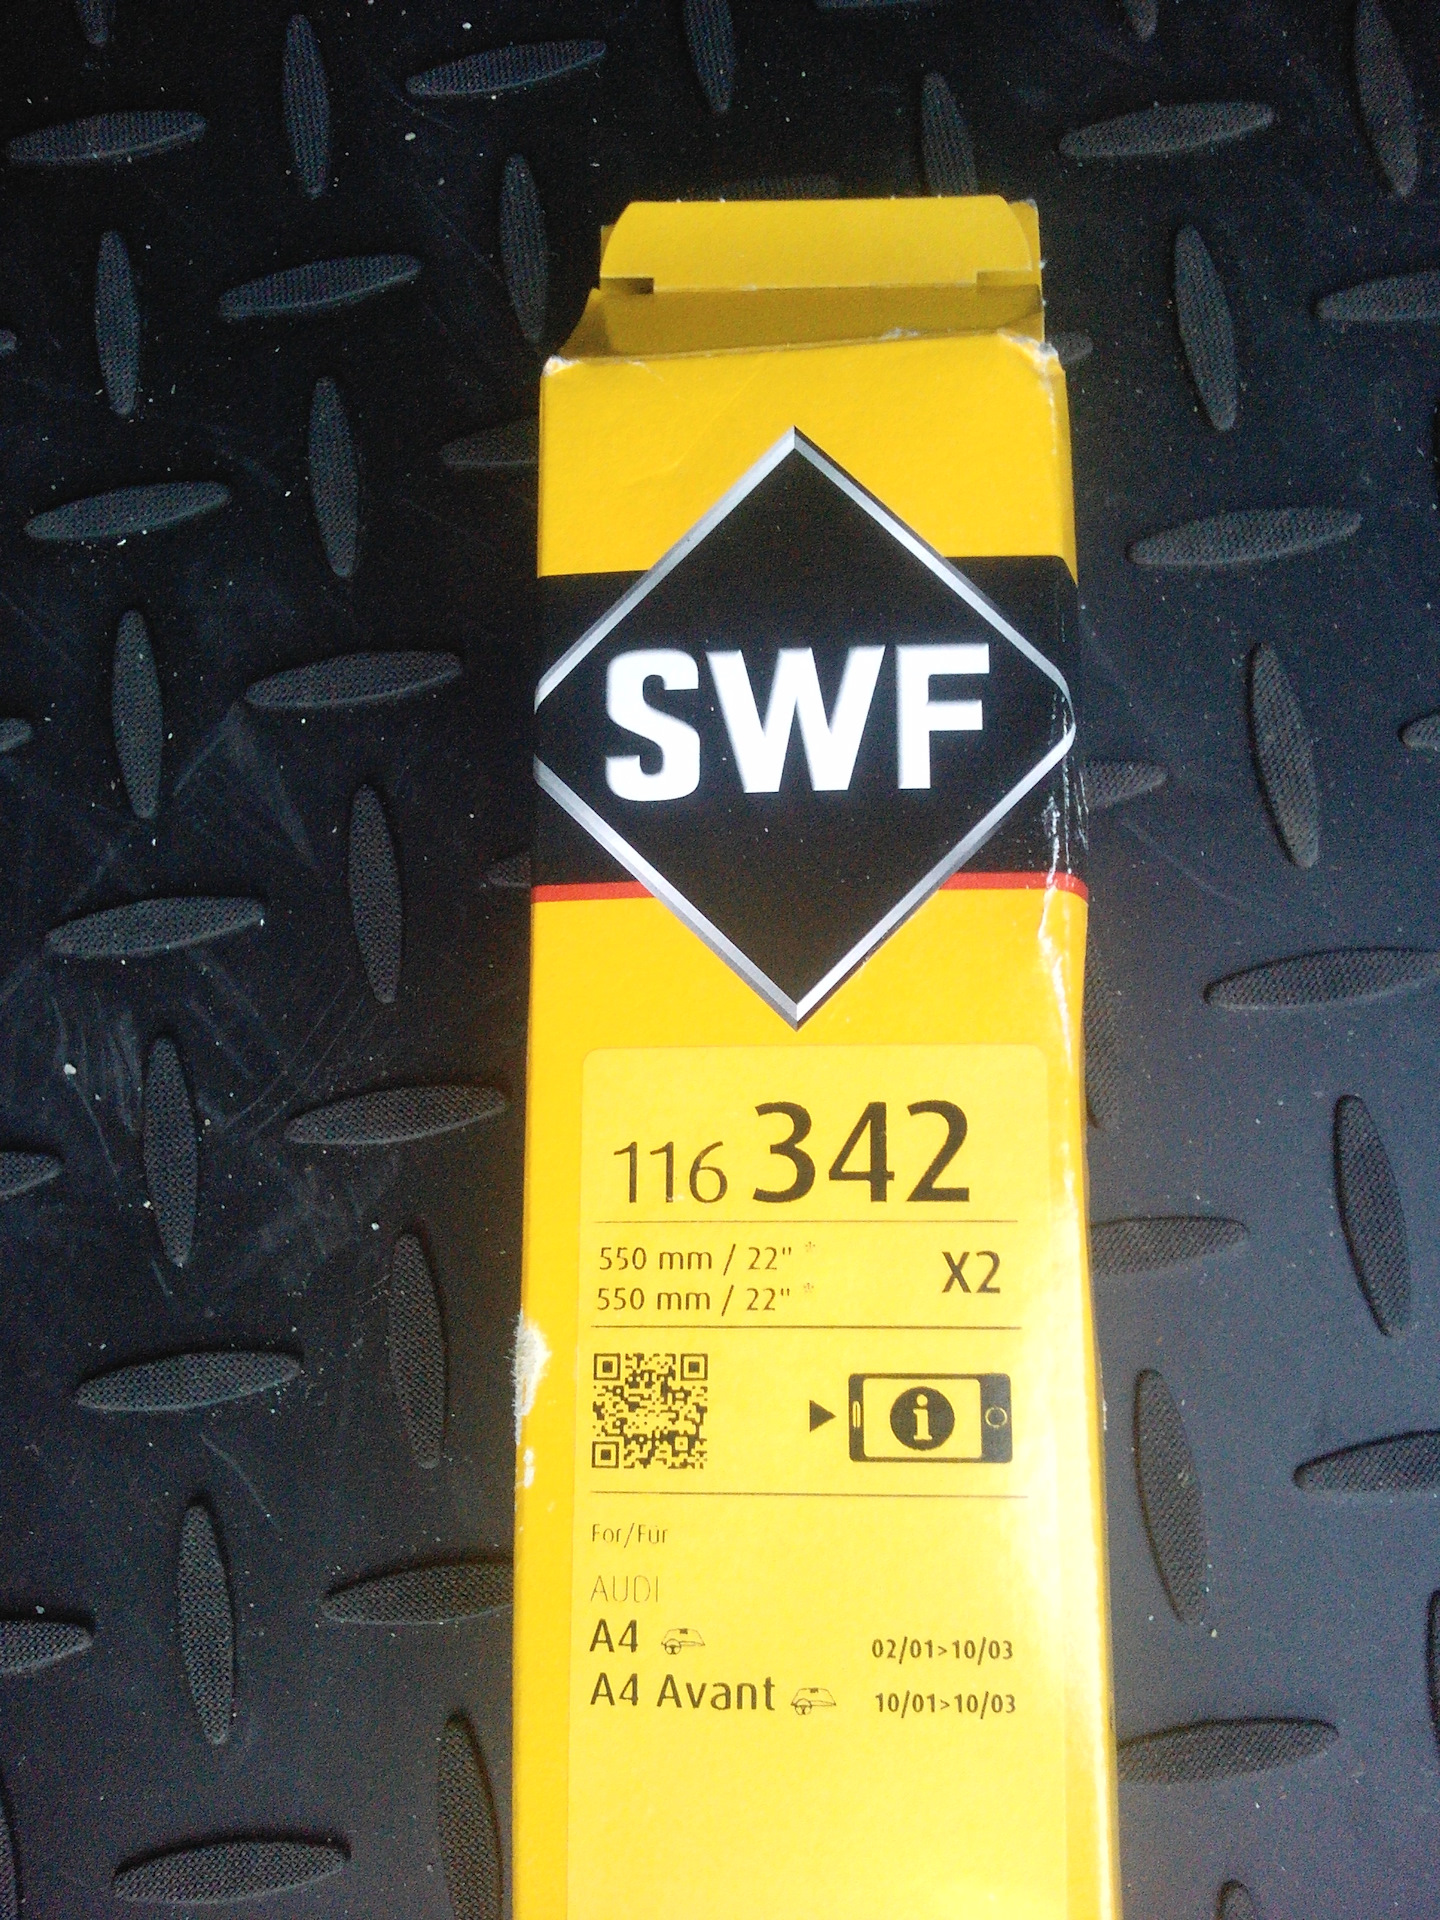 SWF
116 342
550 mm / 22" *
550 mm / 22" *
X2
For/Für
AUDI
A4 02/01>10/03
A4 Avant 10/01>10/03